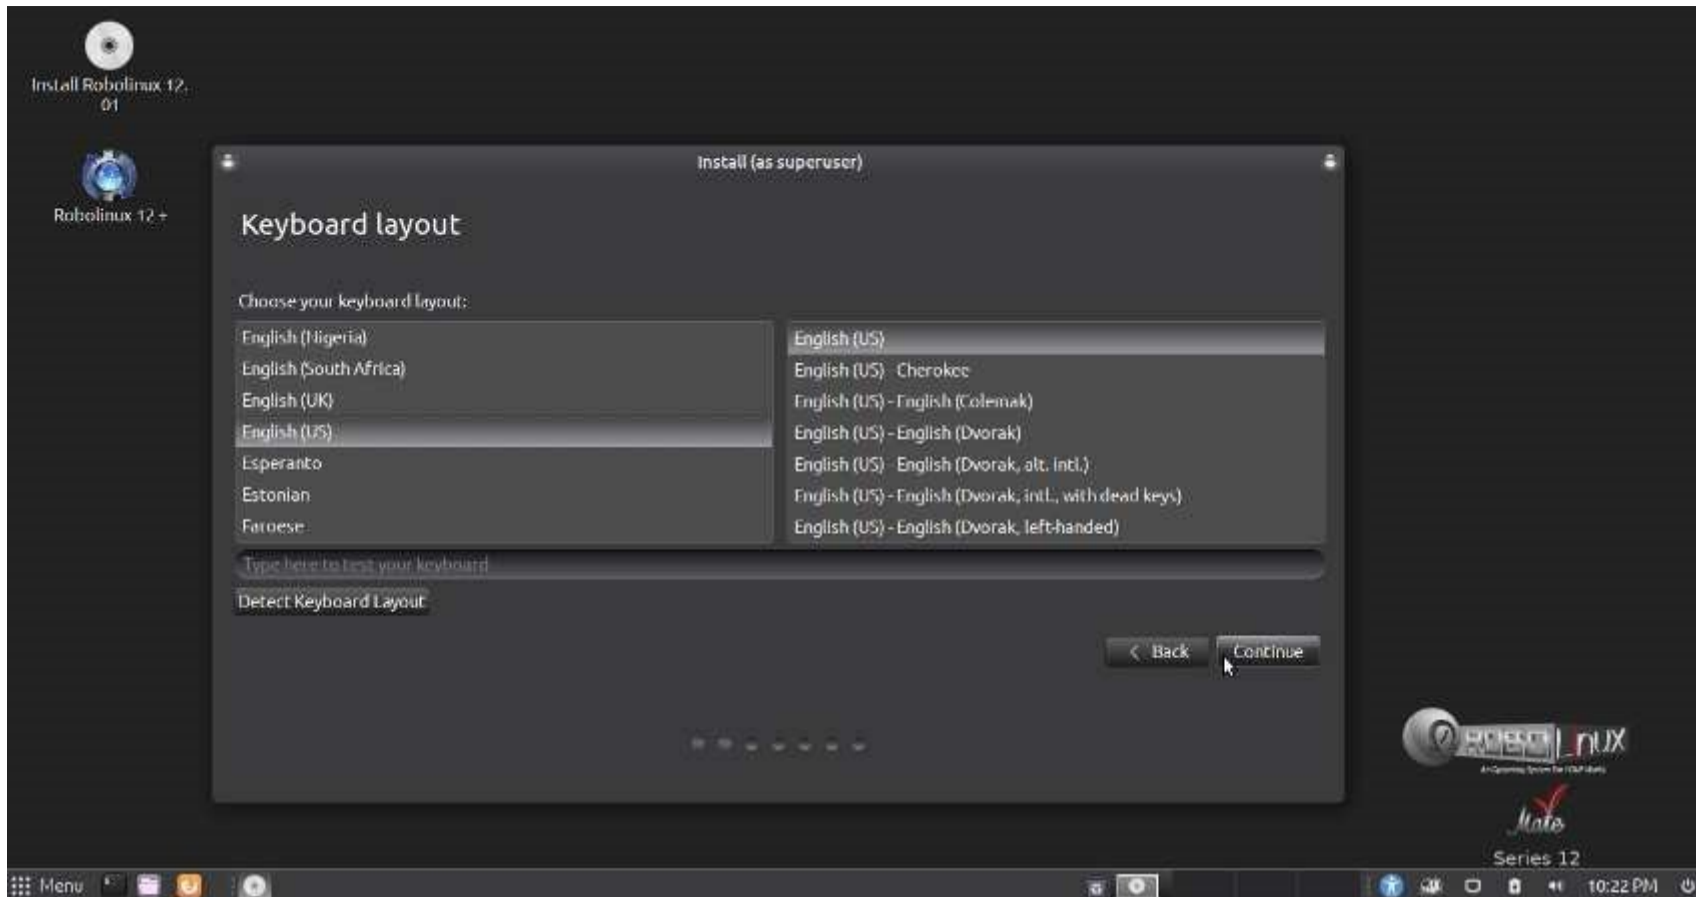 Install Robolinux 12.
01
Robolinux 12 +
Install (as superuser)
Keyboard layout
Choose your keyboard layout:
English (Nigeria)
English (South Africa)
English (UK)
English (US)
Esperanto
Estonian
Faroese
English (US)
English (US) - Cherokee
English (US) - English (Colemak)
English (US) - English (Dvorak)
English (US) - English (Dvorak, alt. intl.)
English (US) - English (Dvorak, intl., with dead keys)
English (US) - English (Dvorak, left-handed)
Type here to test your keyboard
Detect Keyboard Layout
< Back
Continue
ROBOLinux
Mate
Series 12
Menu
10:22 PM